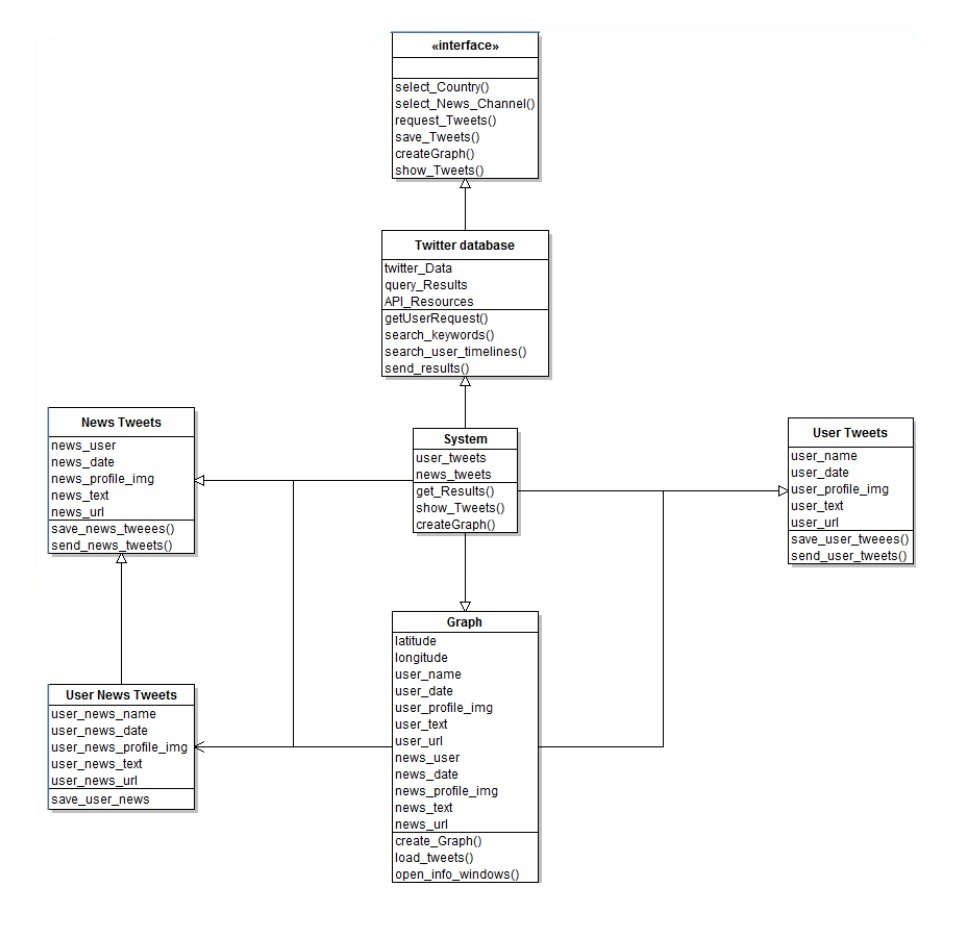 «interface»
select_Country()
select_News_Channel()
request_Tweets()
save_Tweets()
createGraph()
show_Tweets()
Twitter database
twitter_Data
query_Results
API_Resources
getUserRequest()
search_keywords()
search_user_timelines()
send_results()
News Tweets
news_user
news_date
news_profile_img
news_text
news_url
save_news_tweees()
send_news_tweets()
System
user_tweets
news_tweets
get_Results()
show_Tweets()
createGraph()
User Tweets
user_name
user_date
user_profile_img
user_text
user_url
save_user_tweees()
send_user_tweets()
User News Tweets
user_news_name
user_news_date
user_news_profile_img
user_news_text
user_news_url
save_user_news
Graph
latitude
longitude
user_name
user_date
user_profile_img
user_text
user_url
news_user
news_date
news_profile_img
news_text
news_url
create_Graph()
load_tweets()
open_info_windows()